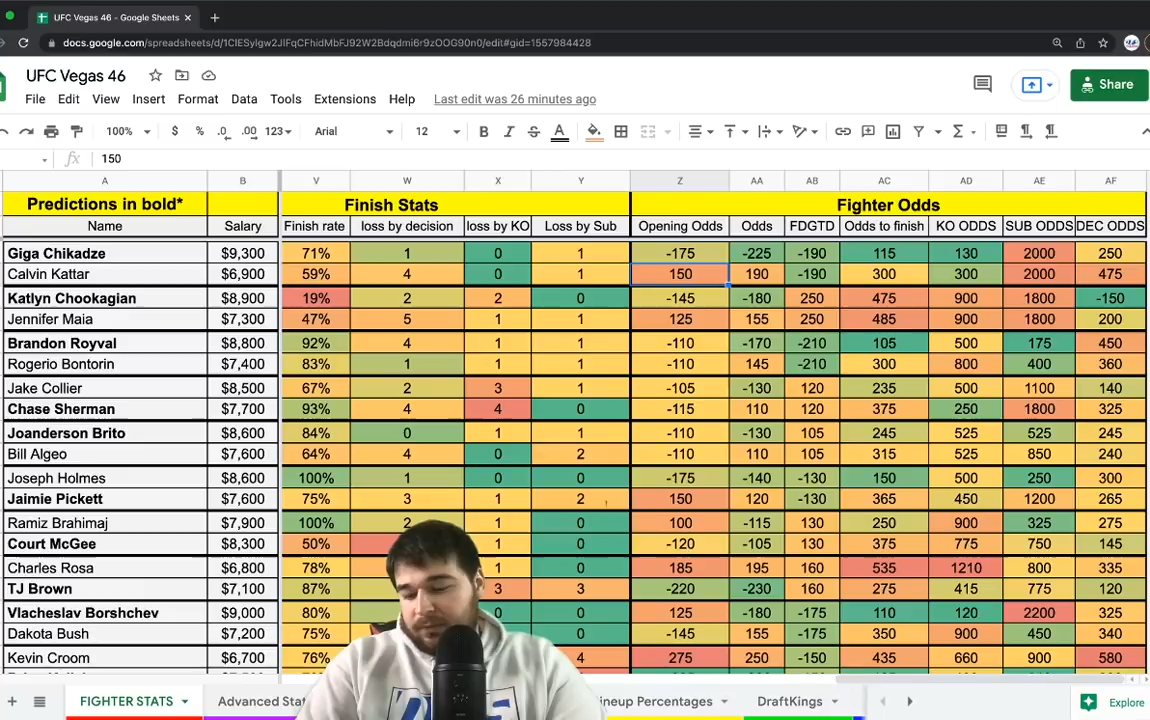 UFC Vegas 46 - Google Sheets
docs.google.com/spreadsheets/d/1ClESylgw2JlFqCFhidMbFJ92W2Bdqdmi6r9zOOG90n0/edit#gid=1557984428
UFC Vegas 46
File Edit View Insert Format Data Tools Extensions Help Last edit was 26 minutes ago
Share
100% $ % .0 .00 123 Arial 12 B I S A
fx 150
A B V W X Y Z AA AB AC AD AE AF
Predictions in bold* Finish Stats Fighter Odds
Name Salary Finish rate loss by decision loss by KO Loss by Sub Opening Odds Odds FDGTD Odds to finish KO ODDS SUB ODDS DEC ODDS
Giga Chikadze $9,300 71% 1 0 1 -175 -225 -190 115 130 2000 250
Calvin Kattar $6,900 59% 4 0 1 150 190 -190 300 300 2000 475
Katlyn Chookagian $8,900 19% 2 2 0 -145 -180 250 475 900 1800 -150
Jennifer Maia $7,300 47% 5 1 1 125 155 250 485 900 1800 200
Brandon Royval $8,800 92% 4 1 0 -110 -170 -210 105 500 175 450
Rogerio Bontorin $7,400 83% 1 1 0 -110 145 -210 300 800 400 360
Jake Collier $8,500 67% 2 3 1 -105 -130 120 235 500 1100 140
Chase Sherman $7,700 93% 4 4 0 -115 110 120 375 250 1800 325
Joanderson Brito $8,600 84% 0 1 1 -110 -130 105 245 525 525 245
Bill Algeo $7,600 64% 4 0 2 -110 110 105 315 525 850 240
Joseph Holmes $8,600 100% 1 0 0 -175 -140 -130 150 500 250 300
Jaimie Pickett $7,600 75% 3 1 2 150 120 -130 365 450 1200 265
Ramiz Brahimaj $7,900 100% 2 1 0 100 -115 130 250 900 325 275
Court McGee $8,300 50% 1 0 -120 -105 130 375 775 750 145
Charles Rosa $6,800 78% 1 0 185 195 160 535 1210 800 335
TJ Brown $7,100 87% 3 3 -220 -230 160 275 415 775 120
Vlacheslav Borshchev $9,000 80% 0 0 125 -180 -175 110 120 2200 325
Dakota Bush $7,200 75% 0 -145 155 -175 350 900 450 340
Kevin Croom $6,700 76% 4 275 250 -150 435 660 900 580
FIGHTER STATS Advanced Sta ineup Percentages DraftKings Explore